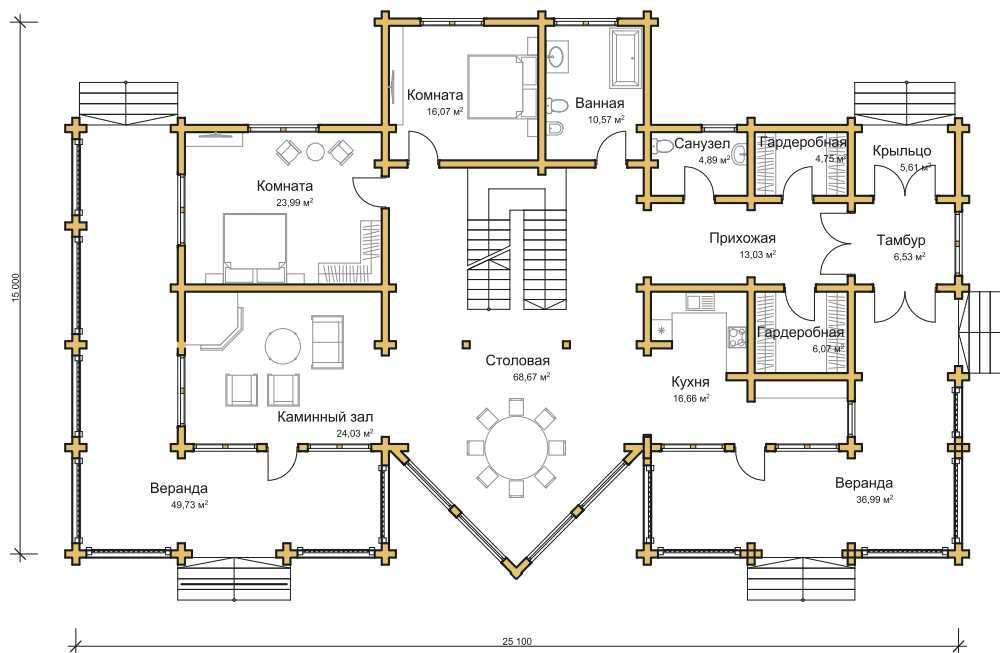 Комната
16,07 м²
Ванная
10,57 м²
Санузел
4,89 м²
Гардеробная
4,75 м²
Крыльцо
5,61 м²
Комната
23,99 м²
Прихожая
13,03 м²
Тамбур
6,53 м²
15 000
Гардеробная
6,07 м²
Столовая
68,67 м²
Кухня
16,66 м²
Каминный зал
24,03 м²
Веранда
49,73 м²
Веранда
36,99 м²
25 100